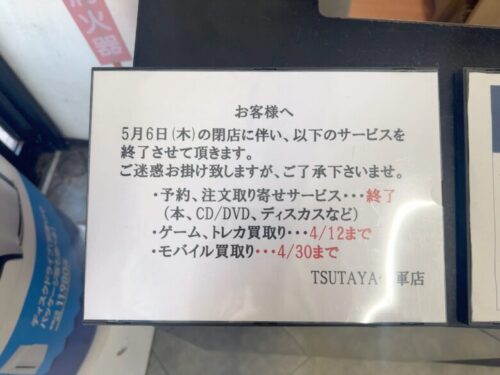 消火器
お客様へ
5月6日(木)の閉店に伴い、以下のサービスを
終了させて頂きます。
ご迷惑お掛け致しますが、ご了承下さいませ。
・予約、注文取り寄せサービス・・・終了
(本、CD/DVD、ディスカスなど)
・ゲーム、トレカ買取り・・・4/12まで
・モバイル買取り・・・4/30まで
TSUTAYA 軍店